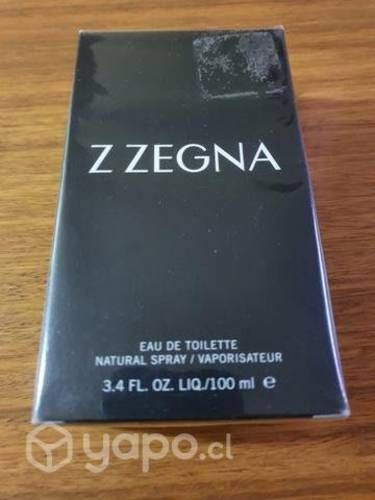 Z ZEGNA
EAU DE TOILETTE
NATURAL SPRAY / VAPORISATEUR
3.4 FL. OZ. LIQ./100 ml e
yapo.cl